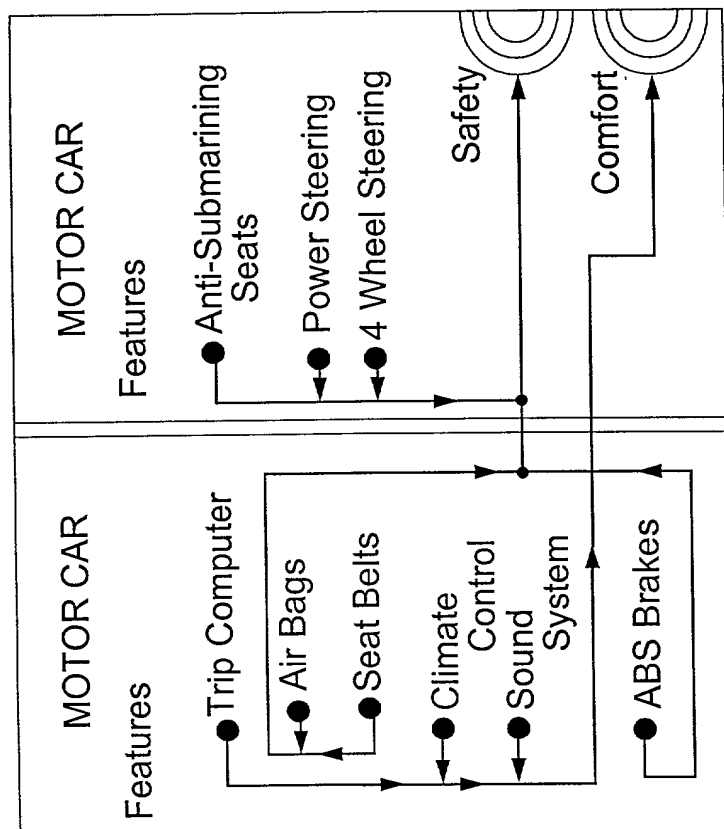 MOTOR CAR
Features
Trip Computer
Air Bags
Seat Belts
Climate
Control
Sound
System
ABS Brakes
MOTOR CAR
Features
Anti-Submarining
Seats
Power Steering
4 Wheel Steering
Safety
Comfort